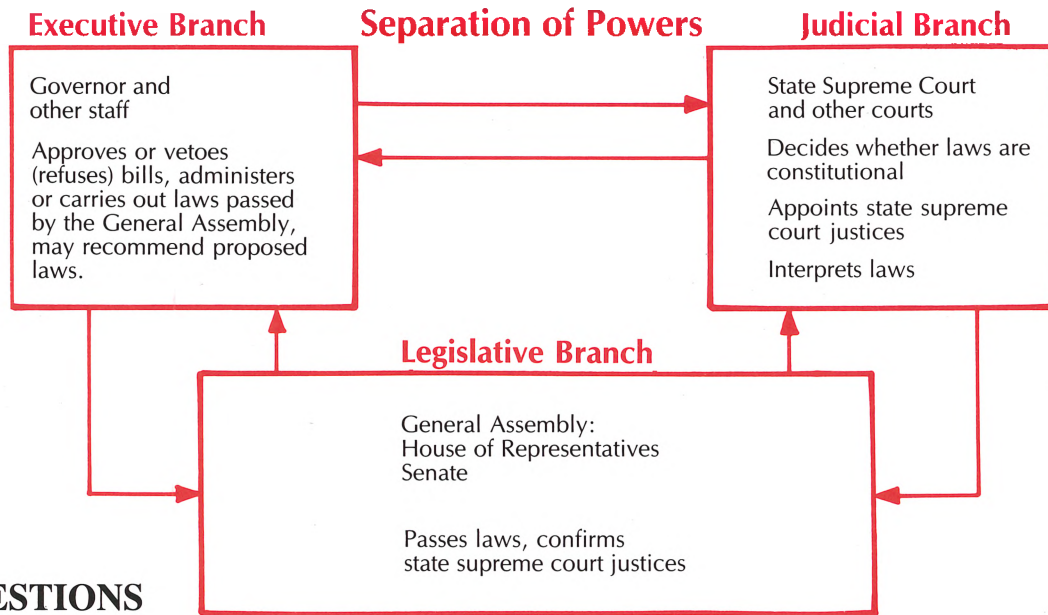 Separation of Powers
Executive Branch
Governor and
other staff
Approves or vetoes
(refuses) bills, administers
or carries out laws passed
by the General Assembly,
may recommend proposed
laws.
Judicial Branch
State Supreme Court
and other courts
Decides whether laws are
constitutional
Appoints state supreme
court justices
Interprets laws
Legislative Branch
General Assembly:
House of Representatives
Senate
Passes laws, confirms
state supreme court justices
ESTIONS